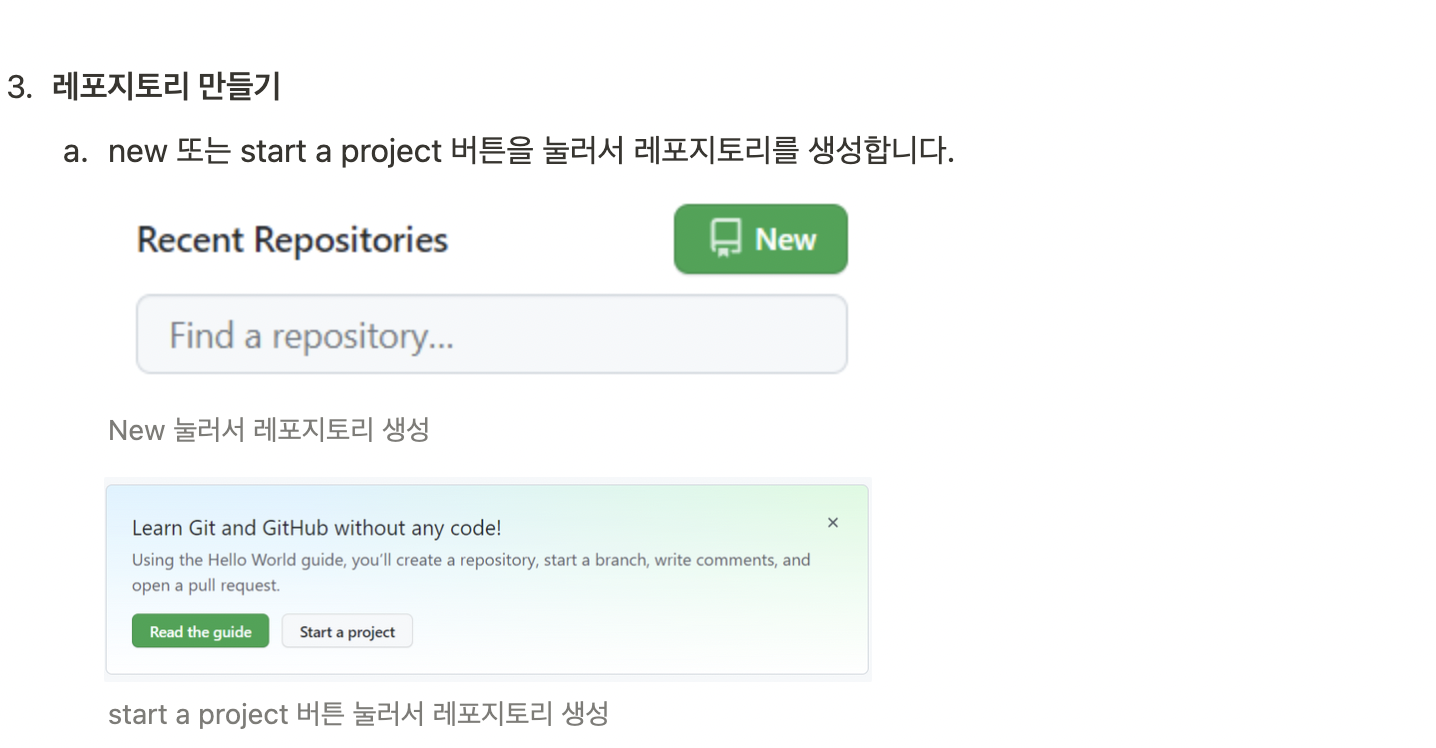 3. 레포지토리 만들기
a. new 또는 start a project 버튼을 눌러서 레포지토리를 생성합니다.
Recent Repositories
New
Find a repository...
New 눌러서 레포지토리 생성
Learn Git and GitHub without any code!
Using the Hello World guide, you'll create a repository, start a branch, write comments, and
open a pull request.
Read the guide
Start a project
start a project 버튼 눌러서 레포지토리 생성